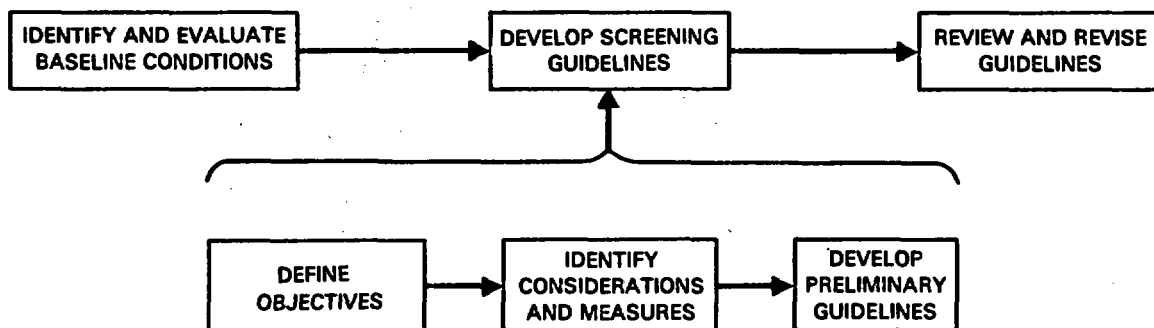 IDENTIFY AND EVALUATE
BASELINE CONDITIONS
DEVELOP SCREENING
GUIDELINES
REVIEW AND REVISE
GUIDELINES
DEFINE
OBJECTIVES
IDENTIFY
CONSIDERATIONS
AND MEASURES
DEVELOP
PRELIMINARY
GUIDELINES